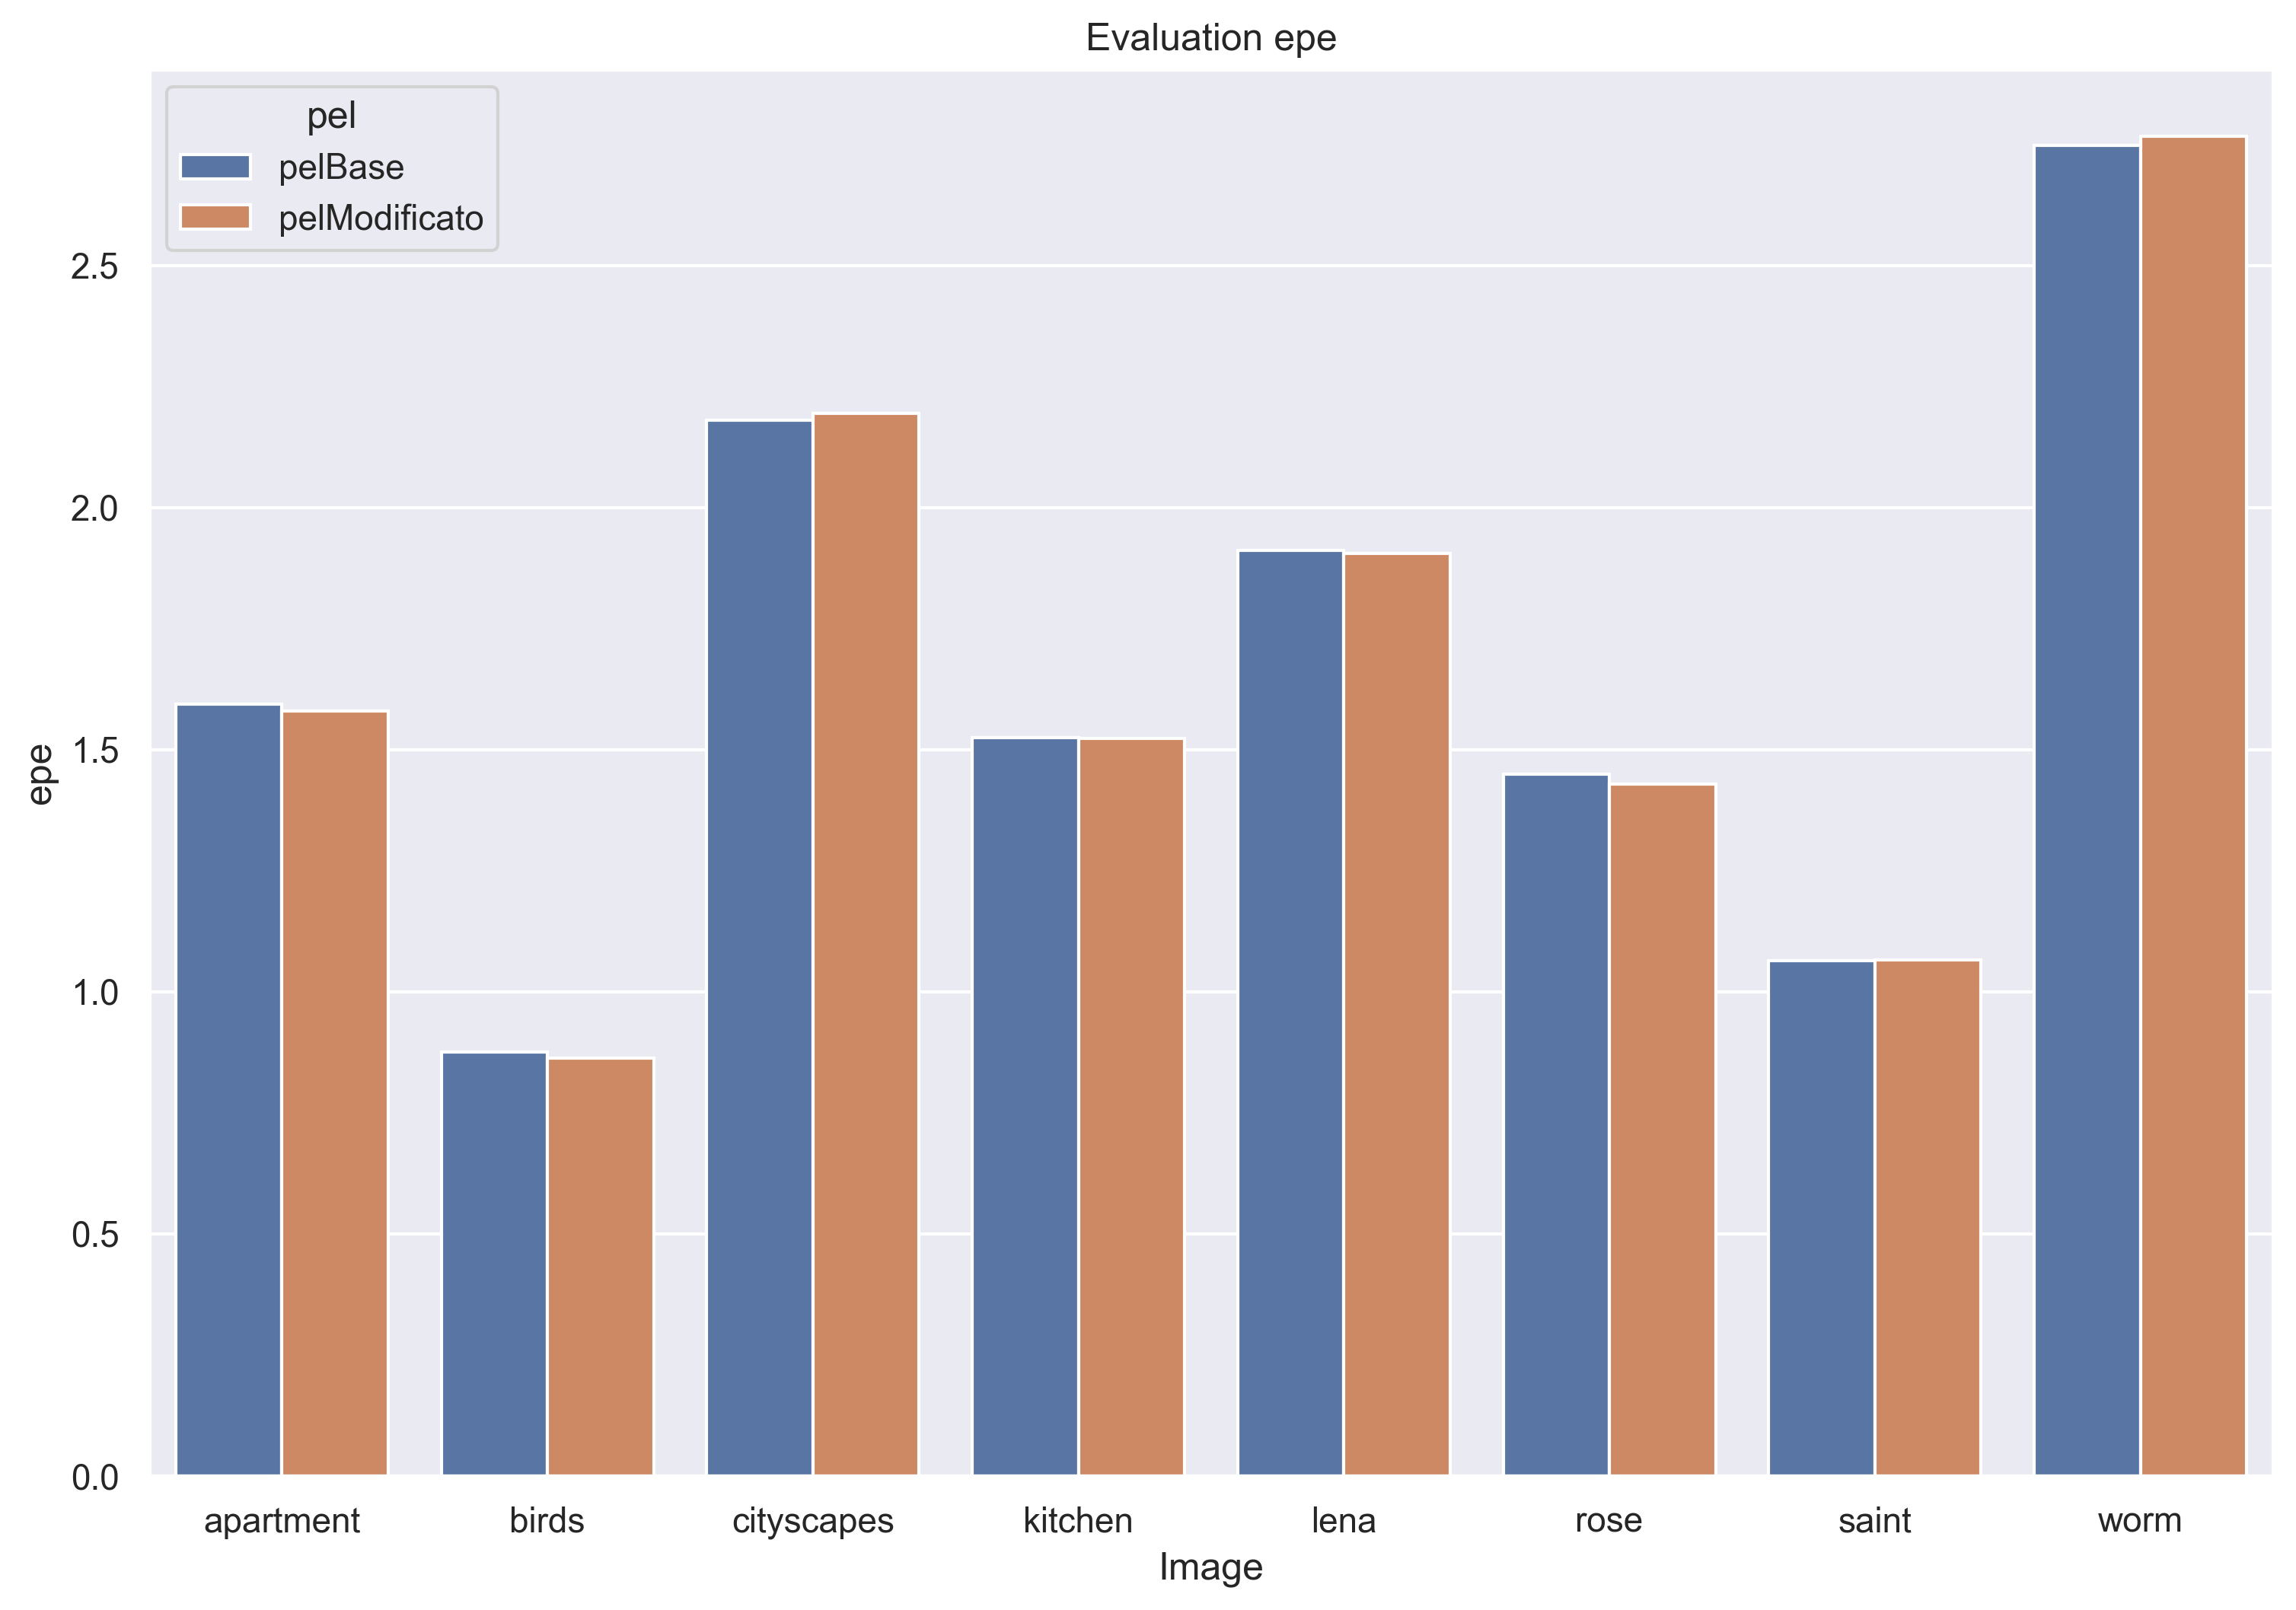 Evaluation epe
pel
pelBase
pelModificato
2.5
2.0
1.5
1.0
0.5
0.0
epe
apartment birds cityscapes kitchen lena rose saint worm
Image